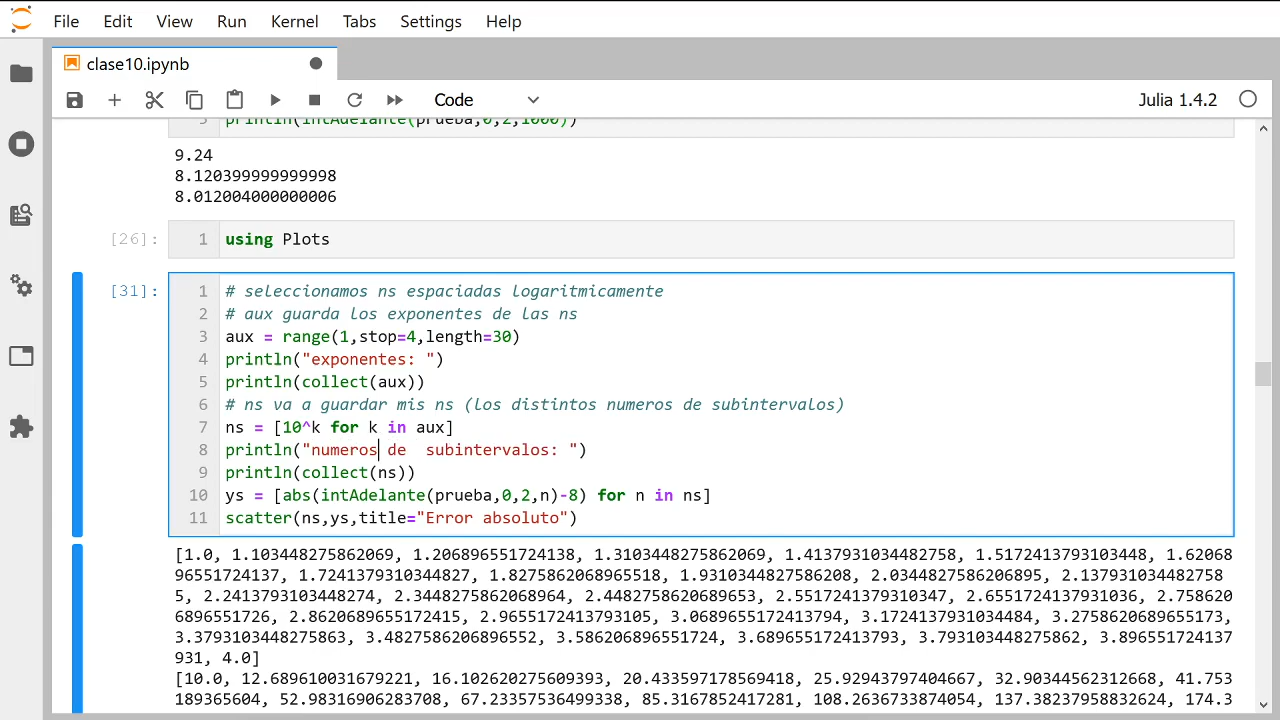 File Edit View Run Kernel Tabs Settings Help
clase10.ipynb
Code Julia 1.4.2
3 println(intAdelante(prueba,0,2,1000))
9.24
8.120399999999998
8.012004000000006
[26]: 1 using Plots
[31]: 1 # seleccionamos ns espaciadas logaritmicamente
2 # aux guarda los exponentes de las ns
3 aux = range(1,stop=4,length=30)
4 println("exponentes: ")
5 println(collect(aux))
6 # ns va a guardar mis ns (los distintos numeros de subintervalos)
7 ns = [10^k for k in aux]
8 println("numeros de  subintervalos: ")
9 println(collect(ns))
10 ys = [abs(intAdelante(prueba,0,2,n)-8) for n in ns]
11 scatter(ns,ys,title="Error absoluto")
[1.0, 1.103448275862069, 1.206896551724138, 1.3103448275862069, 1.4137931034482758, 1.5172413793103448, 1.62068
96551724137, 1.7241379310344827, 1.8275862068965518, 1.9310344827586208, 2.0344827586206895, 2.137931034482758
5, 2.2413793103448274, 2.3448275862068964, 2.4482758620689653, 2.5517241379310347, 2.6551724137931036, 2.758620
6896551726, 2.8620689655172415, 2.9655172413793105, 3.0689655172413794, 3.1724137931034484, 3.2758620689655173,
3.3793103448275863, 3.4827586206896552, 3.586206896551724, 3.689655172413793, 3.793103448275862, 3.896551724137
931, 4.0]
[10.0, 12.689610031679221, 16.102620275609393, 20.433597178569418, 25.92943797404667, 32.90344562312668, 41.753
189365604, 52.98316906283708, 67.23357536499338, 85.3167852417281, 108.2636733874054, 137.38237958832624, 174.3